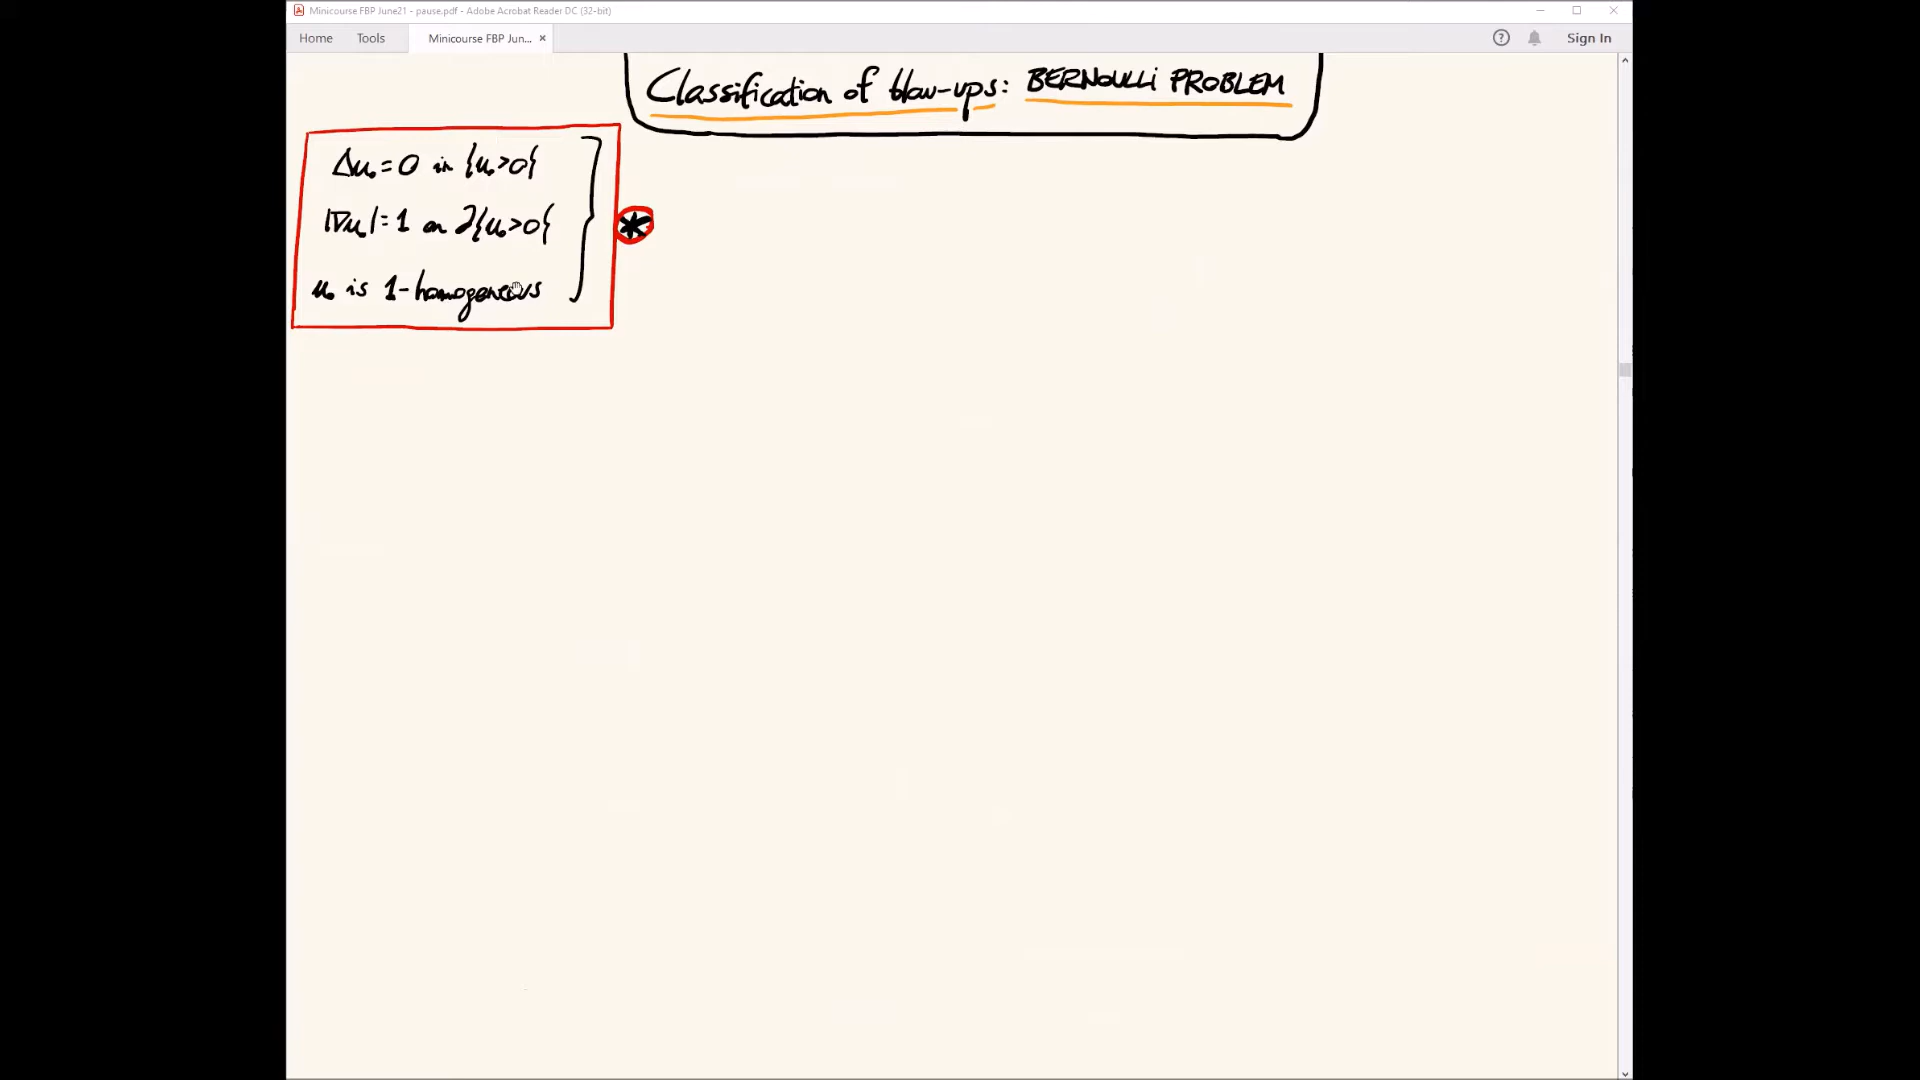 Minicourse FBP June21 - pause.pdf - Adobe Acrobat Reader DC (32-bit)
Home Tools Minicourse FBP Jun... × Sign In
Classification of blow-ups: BERNOULLI PROBLEM
Δu₀ = 0 in {u₀>0}
|∇u₀| = 1 on ∂{u₀>0}
u₀ is 1-homogeneous
*